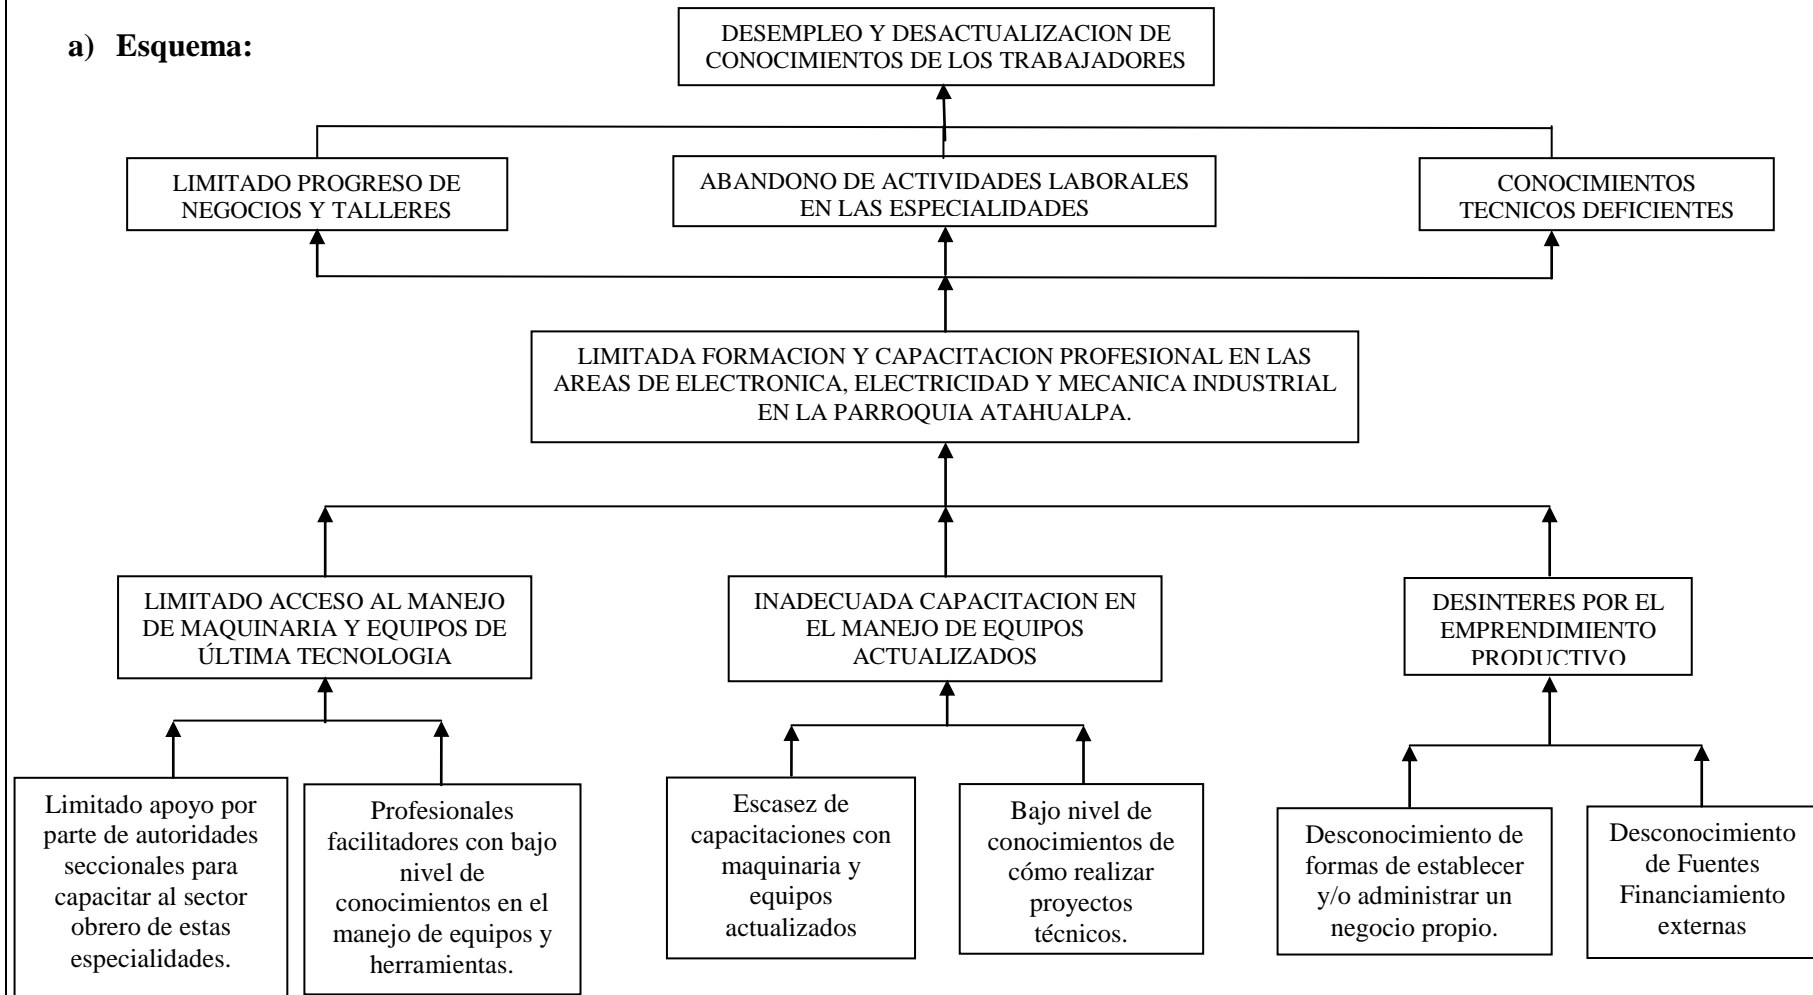 a) Esquema:
DESEMPLEO Y DESACTUALIZACION DE
CONOCIMIENTOS DE LOS TRABAJADORES
LIMITADO PROGRESO DE
NEGOCIOS Y TALLERES
ABANDONO DE ACTIVIDADES LABORALES
EN LAS ESPECIALIDADES
CONOCIMIENTOS
TECNICOS DEFICIENTES
LIMITADA FORMACION Y CAPACITACION PROFESIONAL EN LAS
AREAS DE ELECTRONICA, ELECTRICIDAD Y MECANICA INDUSTRIAL
EN LA PARROQUIA ATAHUALPA.
LIMITADO ACCESO AL MANEJO
DE MAQUINARIA Y EQUIPOS DE
ÚLTIMA TECNOLOGIA
INADECUADA CAPACITACION EN
EL MANEJO DE EQUIPOS
ACTUALIZADOS
DESINTERES POR EL
EMPRENDIMIENTO
PRODUCTIVO
Limitado apoyo por
parte de autoridades
seccionales para
capacitar al sector
obrero de estas
especialidades.
Profesionales
facilitadores con bajo
nivel de
conocimientos en el
manejo de equipos y
herramientas.
Escasez de
capacitaciones con
maquinaria y
equipos
actualizados
Bajo nivel de
conocimientos de
cómo realizar
proyectos
técnicos.
Desconocimiento de
formas de establecer
y/o administrar un
negocio propio.
Desconocimiento
de Fuentes
Financiamiento
externas